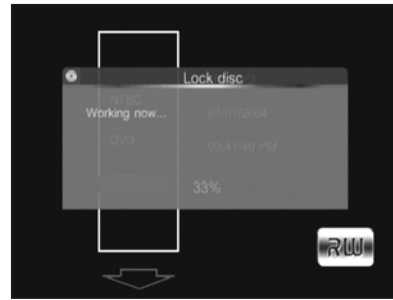 Lock disc
NTSC
Working now...
01/01/2004
DVD
03:41:40 PM
33%
RW